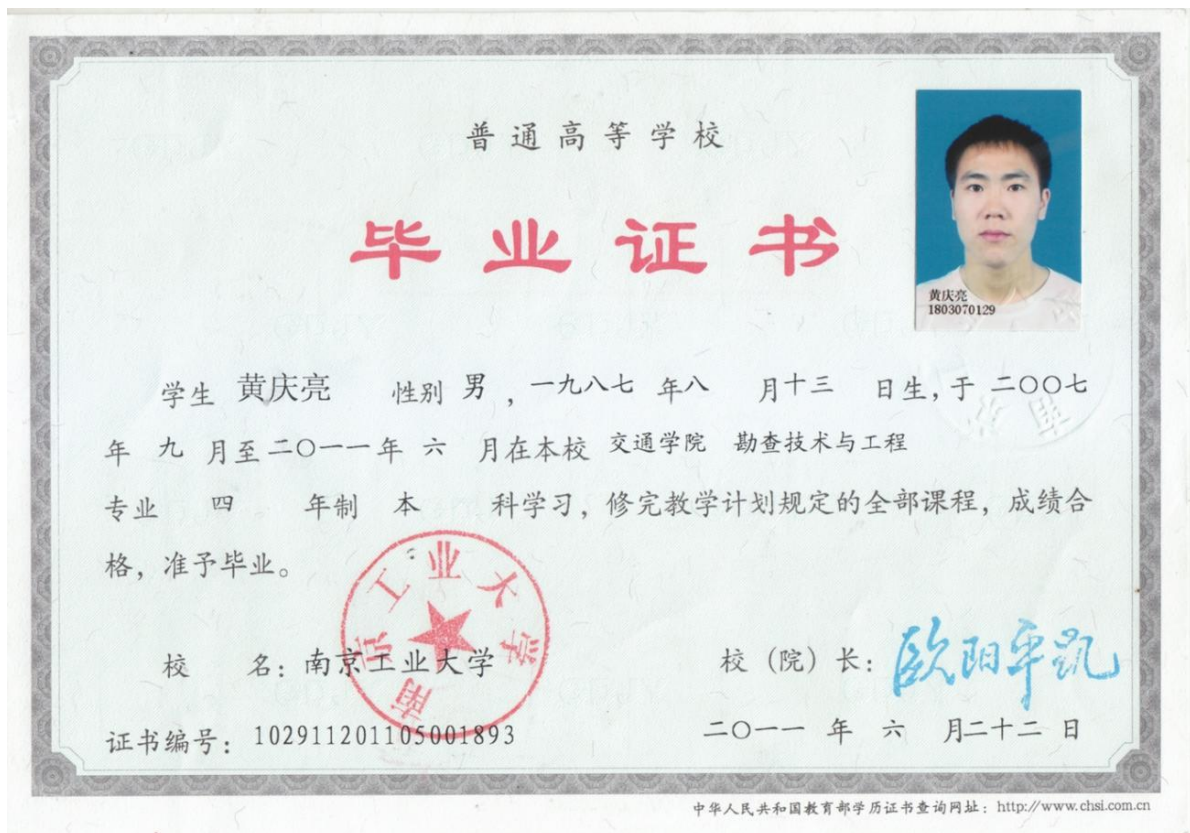 普通高等学校
毕业证书
黄庆亮
1803070129
学生 黄庆亮 性别 男，一九八七 年八 月十三 日生，于 二〇〇七
年 九 月至二〇一一年 六 月在本校 交通学院 勘查技术与工程
专业 四 年制 本 科学习，修完教学计划规定的全部课程，成绩合
格，准予毕业。
南京工业大学
校 名：南京工业大学
校（院）长：欧阳平凯
证书编号：102911201105001893
二〇一一 年 六 月二十二 日
中华人民共和国教育部学历证书查询网址：http://www.chsi.com.cn